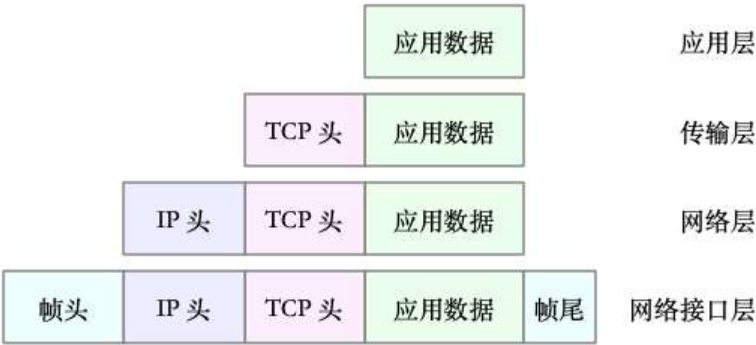 应用数据 应用层
TCP 头 应用数据 传输层
IP 头 TCP 头 应用数据 网络层
帧头 IP 头 TCP 头 应用数据 帧尾 网络接口层